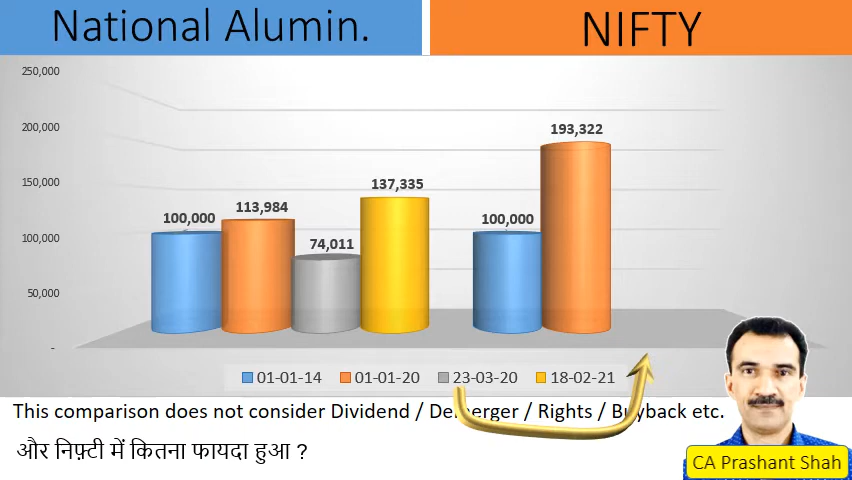 National Alumin.
NIFTY
250,000
200,000
150,000
100,000
50,000
-
100,000
113,984
74,011
137,335
100,000
193,322
01-01-14 01-01-20 23-03-20 18-02-21
This comparison does not consider Dividend / Demerger / Rights / Buyback etc.
और निफ़्टी में कितना फायदा हुआ ?
CA Prashant Shah